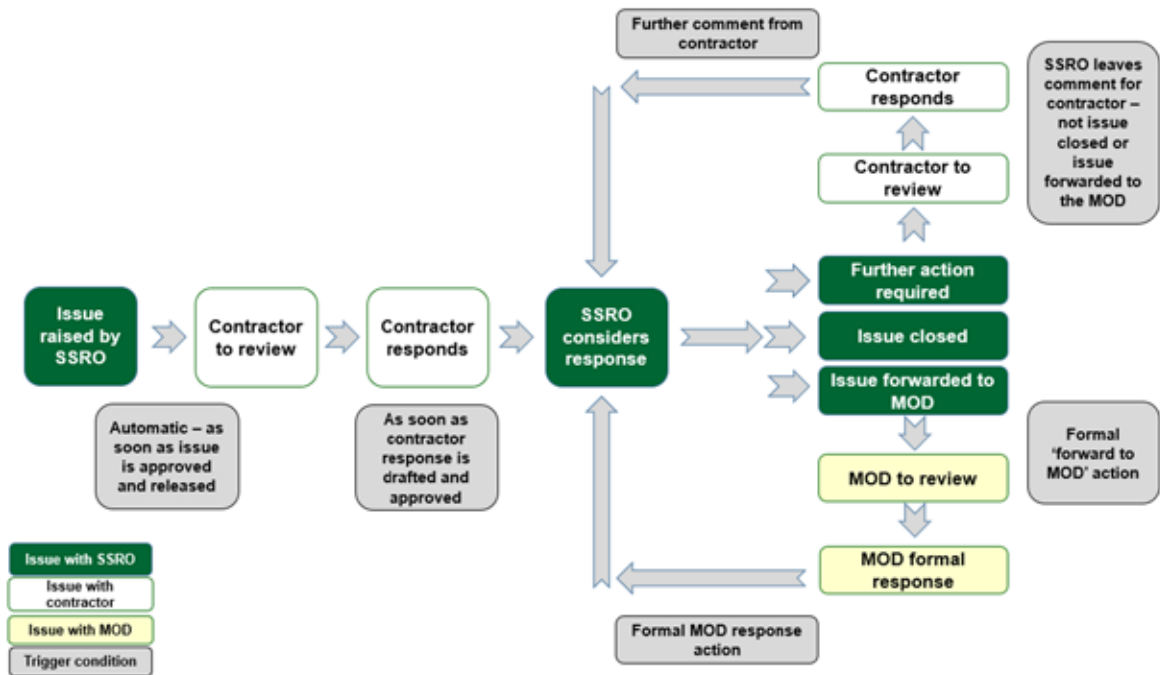 Further comment from
contractor
Contractor
responds
SSRO leaves
comment for
contractor –
not issue
closed or
issue
forwarded to
the MOD
Contractor to
review
Further action
required
Issue
raised by
SSRO
Contractor
to review
Contractor
responds
SSRO
considers
response
Issue closed
Issue forwarded to
MOD
Automatic – as
soon as issue
is approved
and released
As soon as
contractor
response is
drafted and
approved
Formal
‘forward to
MOD’ action
MOD to review
MOD formal
response
Formal MOD response
action
Issue with SSRO
Issue with
contractor
Issue with MOD
Trigger condition